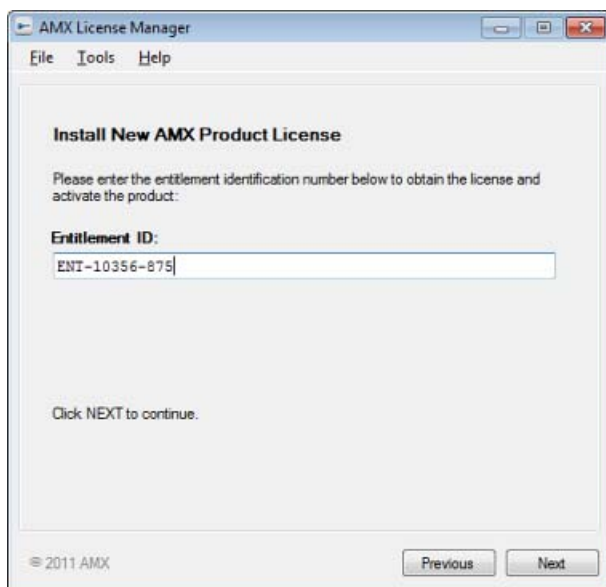 AMX License Manager
File Tools Help
Install New AMX Product License
Please enter the entitlement identification number below to obtain the license and
activate the product:
Entitlement ID:
ENT-10356-875
Click NEXT to continue.
© 2011 AMX
Previous Next